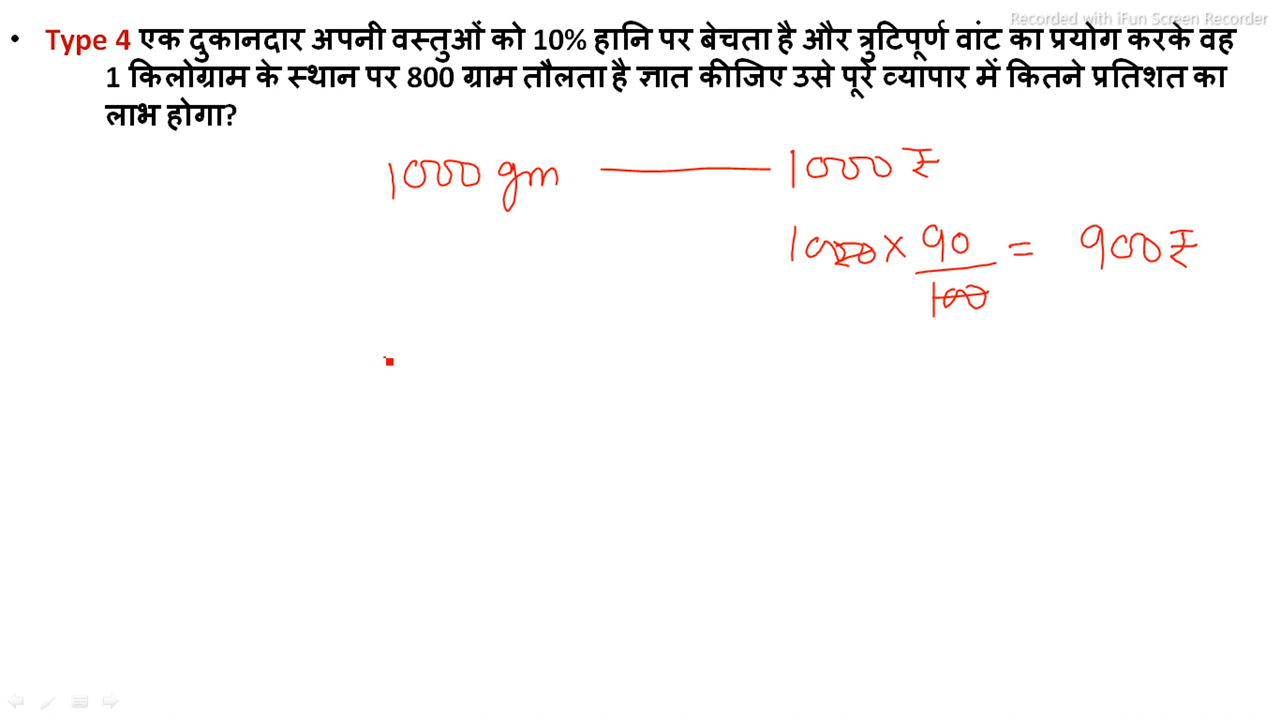 Recorded with iFun Screen Recorder
• Type 4 एक दुकानदार अपनी वस्तुओं को 10% हानि पर बेचता है और त्रुटिपूर्ण वांट का प्रयोग करके वह
1 किलोग्राम के स्थान पर 800 ग्राम तौलता है ज्ञात कीजिए उसे पूरे व्यापार में कितने प्रतिशत का
लाभ होगा?
1000 gm — 1000 ₹
1000 × 90/100 = 900 ₹